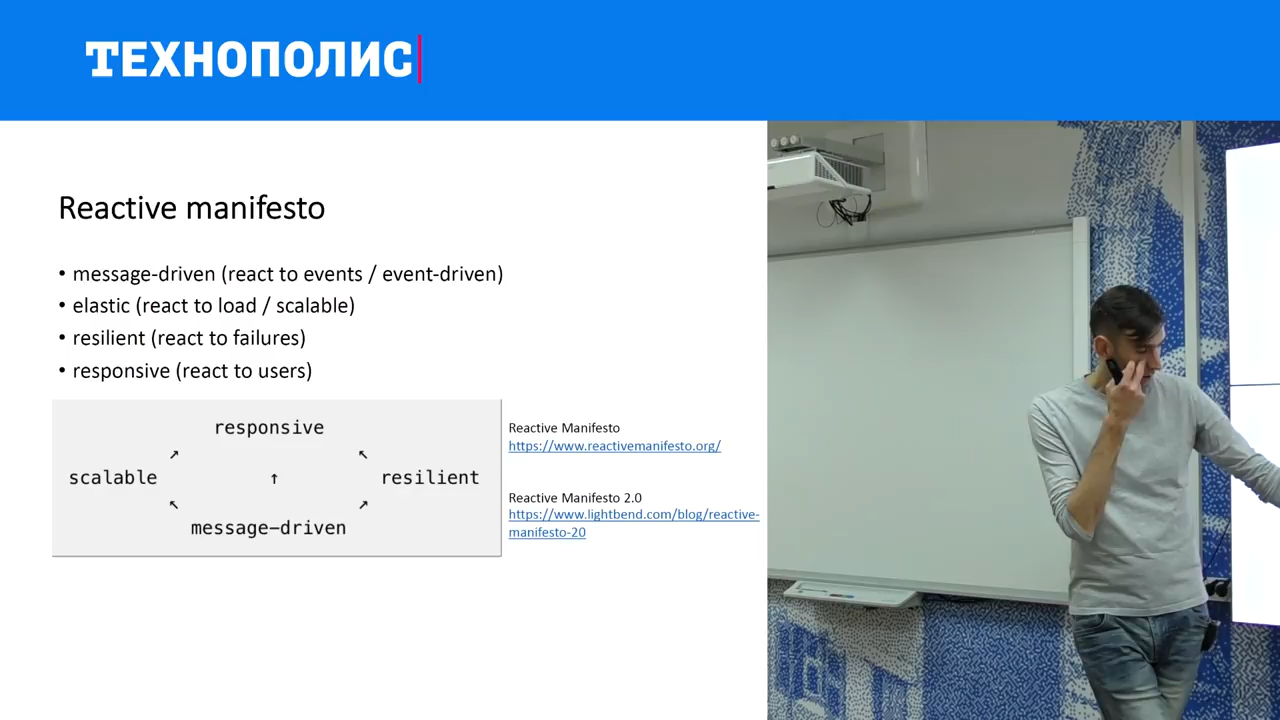 ТЕХНОПОЛИС
Reactive manifesto
• message-driven (react to events / event-driven)
• elastic (react to load / scalable)
• resilient (react to failures)
• responsive (react to users)
responsive
↗ ↖
scalable ↑ resilient
↖ ↗
message-driven
Reactive Manifesto
https://www.reactivemanifesto.org/
Reactive Manifesto 2.0
https://www.lightbend.com/blog/reactive-
manifesto-20